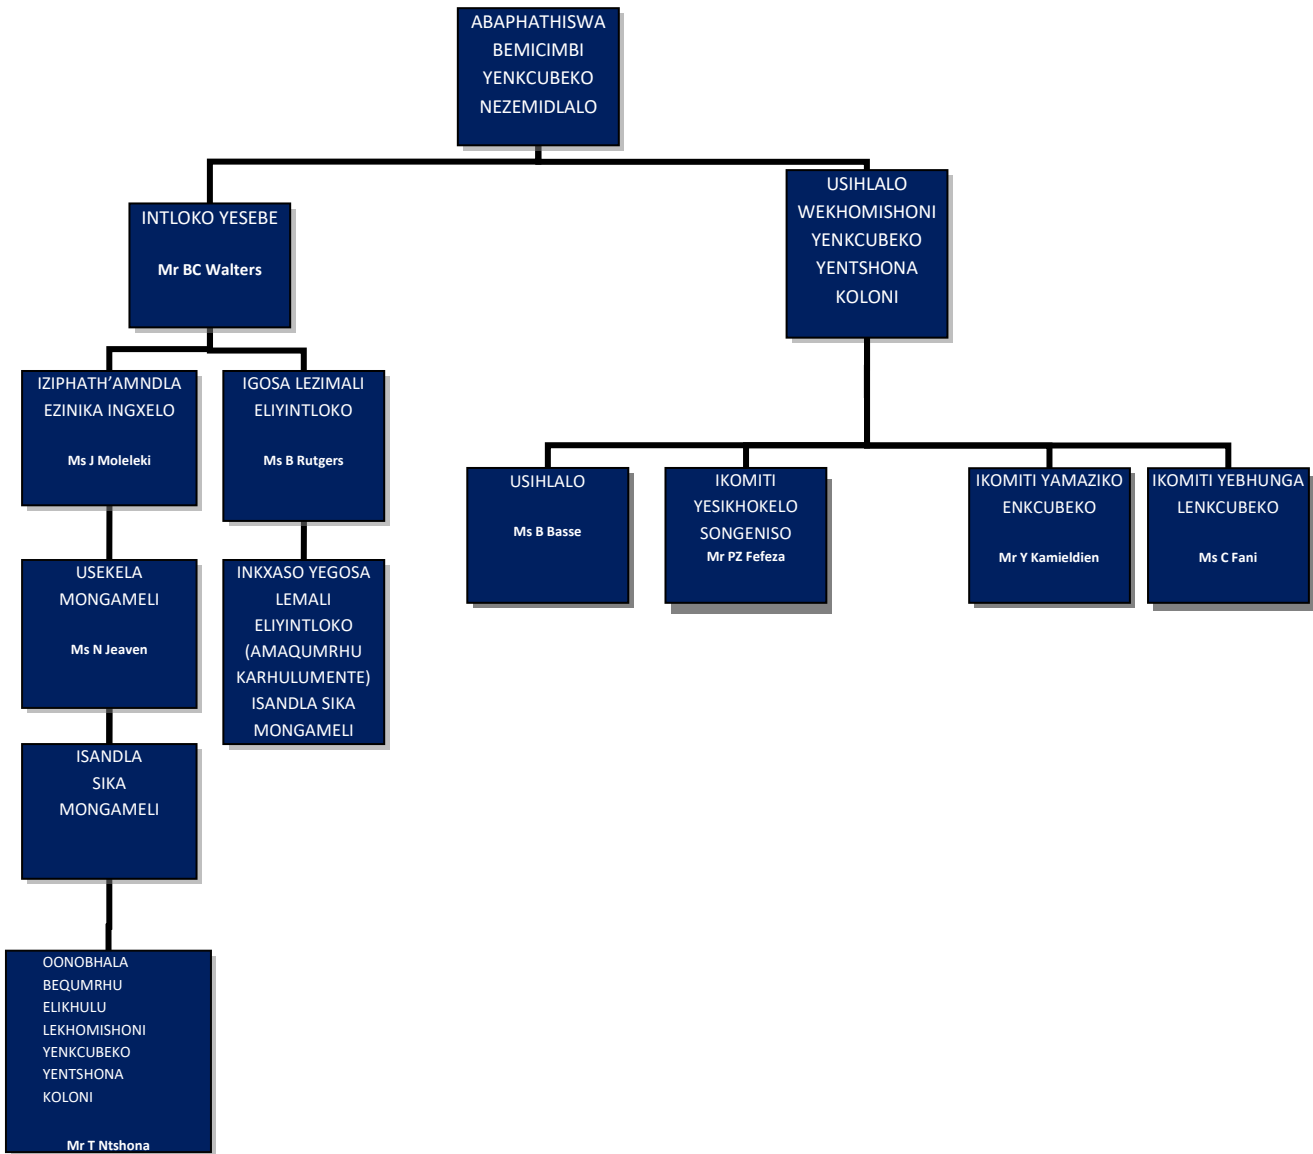 ABAPHATHISWA
BEMICIMBI
YENKCUBEKO
NEZEMIDLALO
INTLOKO YESEBE
Mr BC Walters
USIHLALO
WEKHOMISHONI
YENKCUBEKO
YENTSHONA
KOLONI
IZIPHATH’AMNDLA
EZINIKA INGXELO
Ms J Moleleki
IGOSA LEZIMALI
ELIYINTLOKO
Ms B Rutgers
USIHLALO
Ms B Basse
IKOMITI
YESIKHOKELO
SONGENISO
Mr PZ Fefeza
IKOMITI YAMAZIKO
ENKCUBEKO
Mr Y Kamieldien
IKOMITI YEBHUNGA
LENKCUBEKO
Ms C Fani
USEKELA
MONGAMELI
Ms N Jeaven
INKXASO YEGOSA
LEMALI
ELIYINTLOKO
(AMAQUMRHU
KARHULUMENTE)
ISANDLA SIKA
MONGAMELI
ISANDLA
SIKA
MONGAMELI
OONOBHALA
BEQUMRHU
ELIKHULU
LEKHOMISHONI
YENKCUBEKO
YENTSHONA
KOLONI
Mr T Ntshona